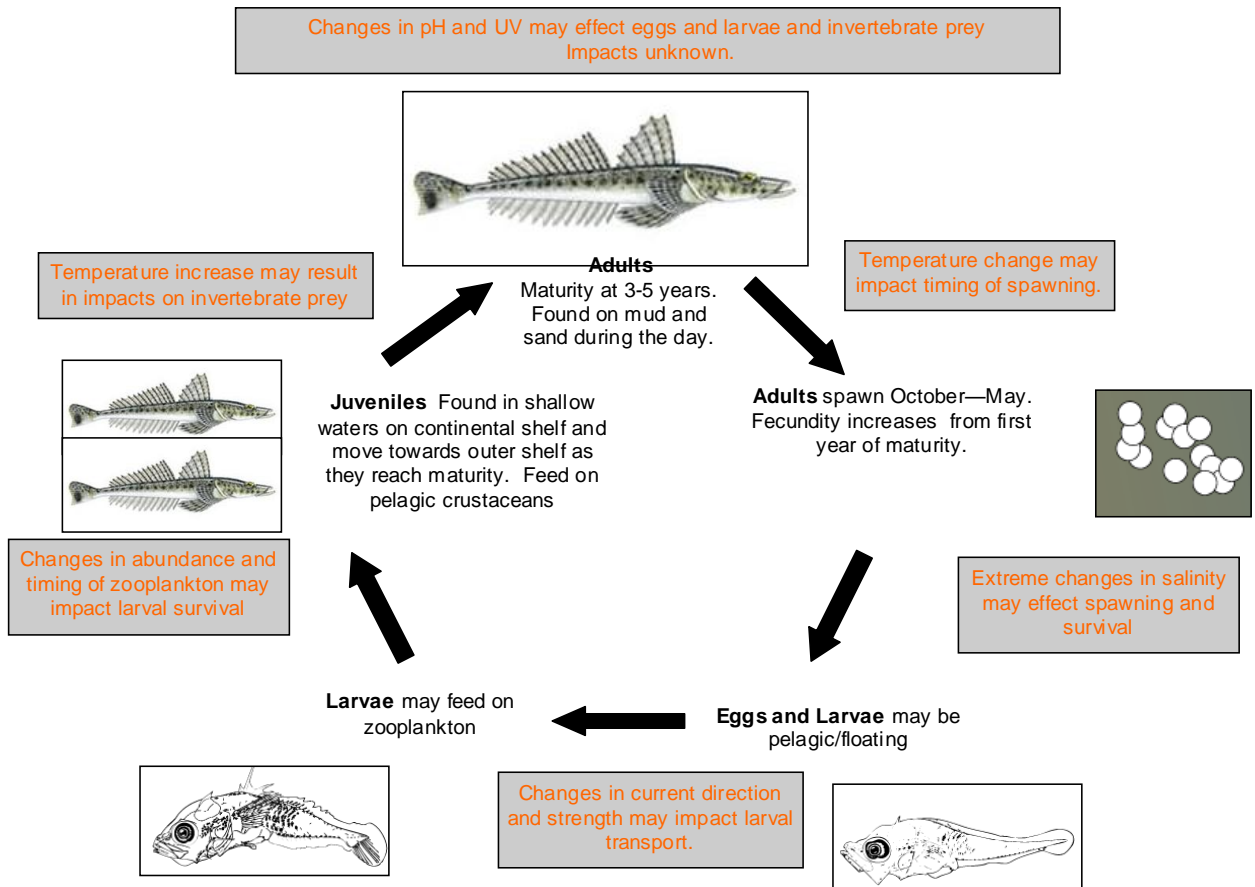 Changes in pH and UV may effect eggs and larvae and invertebrate prey
Impacts unknown.
Adults
Maturity at 3-5 years.
Found on mud and
sand during the day.
Temperature change may
impact timing of spawning.
Adults spawn October—May.
Fecundity increases from first
year of maturity.
Extreme changes in salinity
may effect spawning and
survival
Eggs and Larvae may be
pelagic/floating
Changes in current direction
and strength may impact larval
transport.
Larvae may feed on
zooplankton
Changes in abundance and
timing of zooplankton may
impact larval survival
Juveniles Found in shallow
waters on continental shelf and
move towards outer shelf as
they reach maturity. Feed on
pelagic crustaceans
Temperature increase may result
in impacts on invertebrate prey